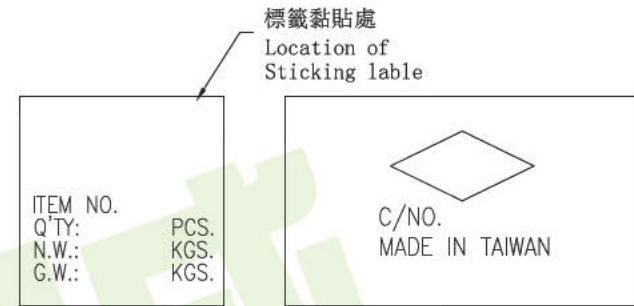 標籤黏貼處
Location of
Sticking lable
ITEM NO.
Q'TY: PCS.
N.W.: KGS.
G.W.: KGS.
C/NO.
MADE IN TAIWAN